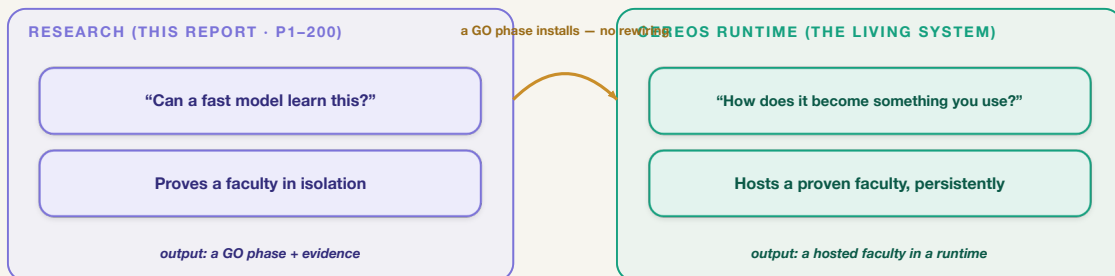 RESEARCH (THIS REPORT · P1–200)
a GO phase installs — no rewiring
RUNTIME (THE LIVING SYSTEM)
“Can a fast model learn this?”
“How does it become something you use?”
Proves a faculty in isolation
Hosts a proven faculty, persistently
output: a GO phase + evidence
output: a hosted faculty in a runtime